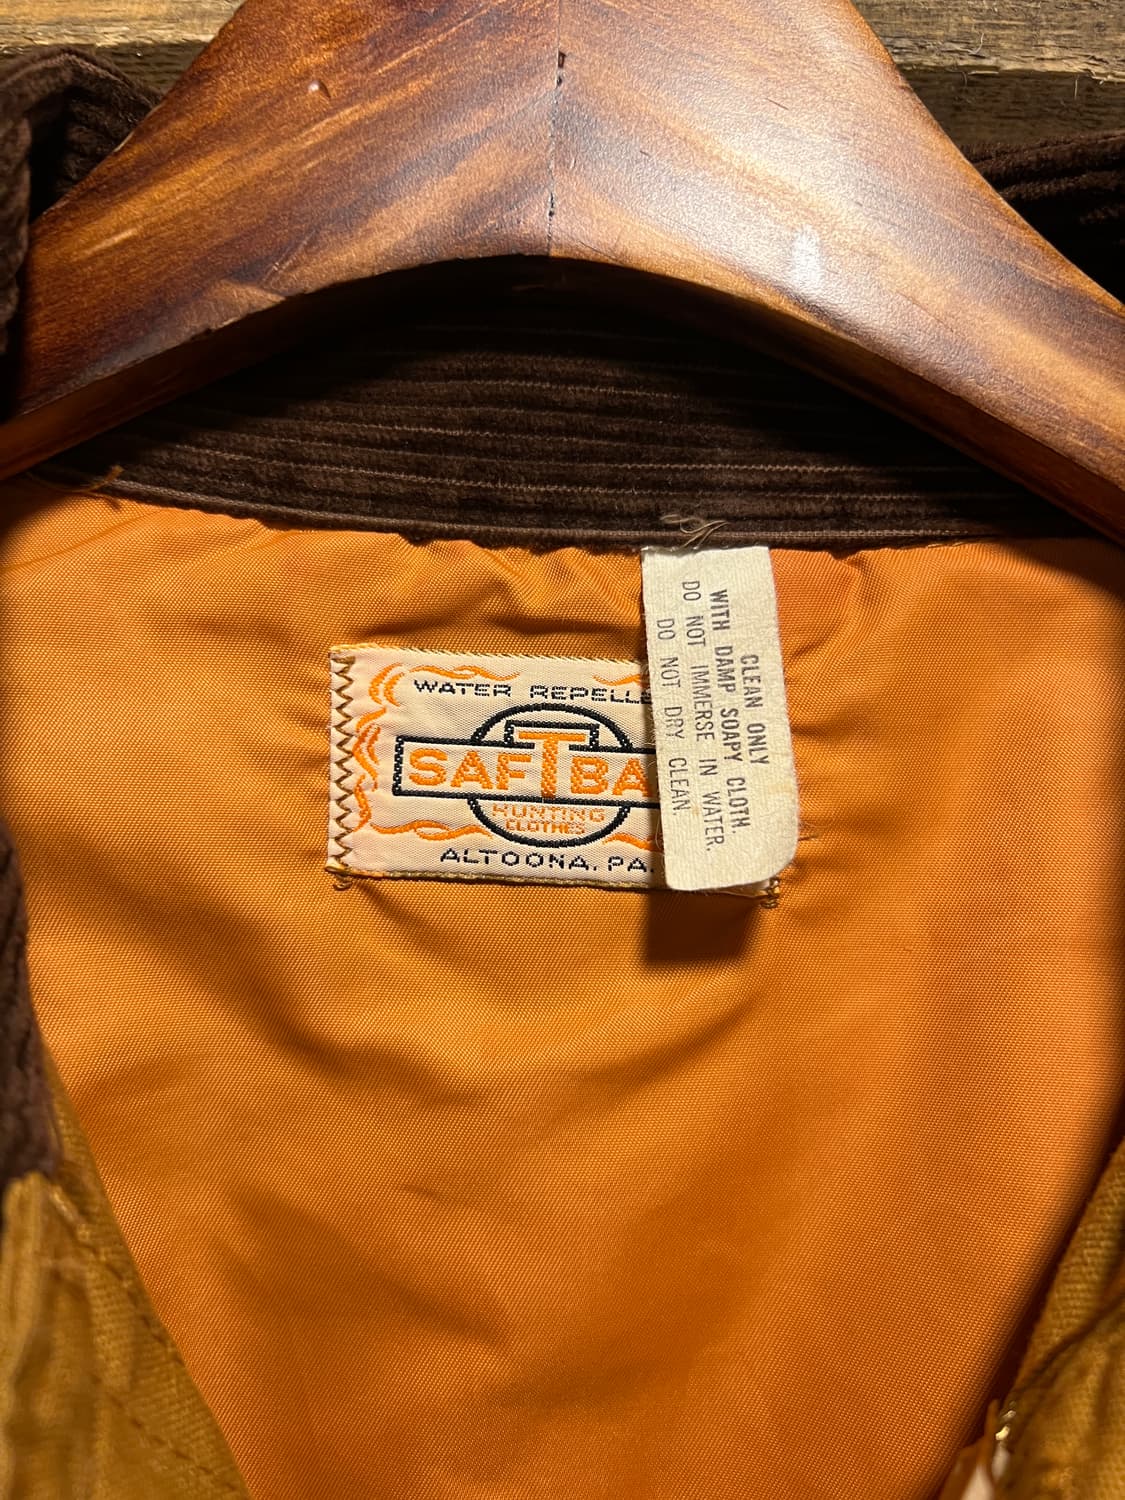 WATER REPELLE
SAFTBA
HUNTING
CLOTHES
ALTOONA, PA.
CLEAN ONLY
WITH DAMP SOAPY CLOTH.
DO NOT IMMERSE IN WATER.
DO NOT DRY CLEAN.